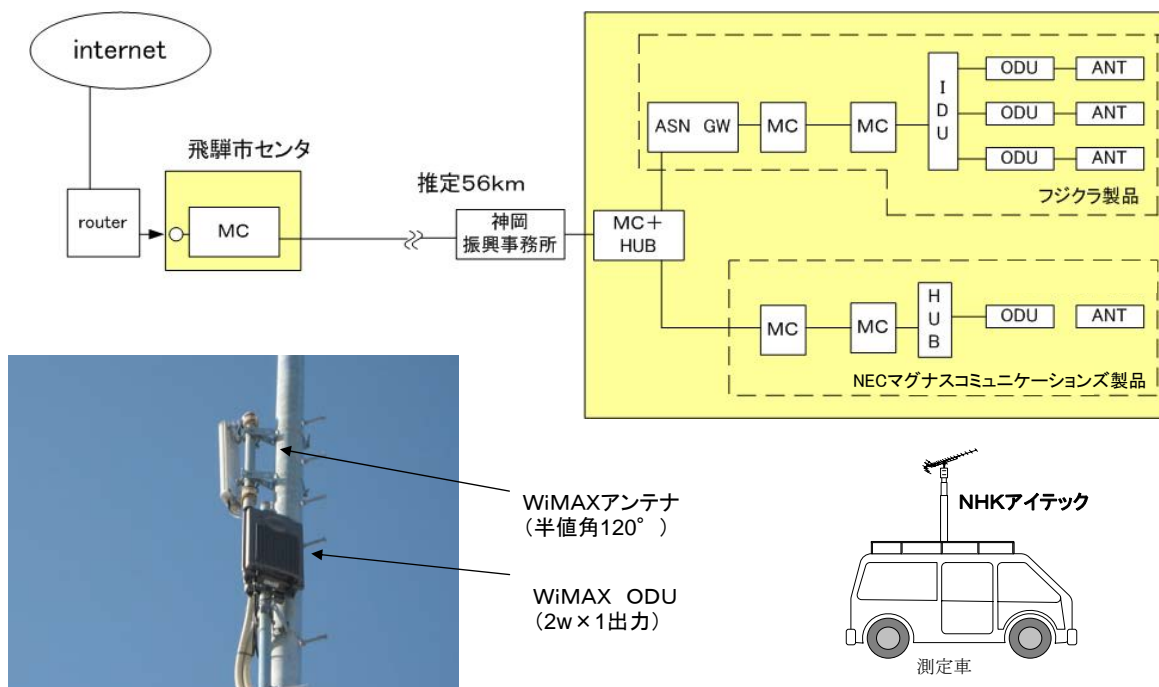 internet
router
飛騨市センタ
MC
推定56km
神岡
振興事務所
MC＋
HUB
ASN GW
MC
MC
IDU
ODU
ANT
ODU
ANT
ODU
ANT
フジクラ製品
MC
MC
HUB
ODU
ANT
NECマグナスコミュニケーションズ製品
WiMAXアンテナ
（半値角120°）
WiMAX ODU
（2w×1出力）
NHKアイテック
測定車